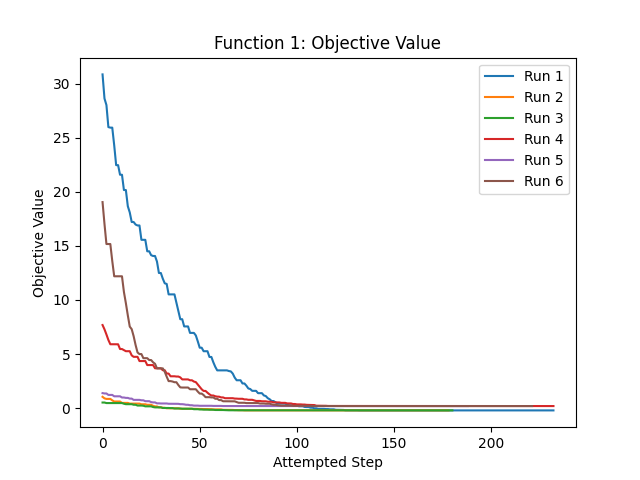 Function 1: Objective Value
Objective Value
30
25
20
15
10
5
0
0 50 100 150 200
Attempted Step
Run 1
Run 2
Run 3
Run 4
Run 5
Run 6